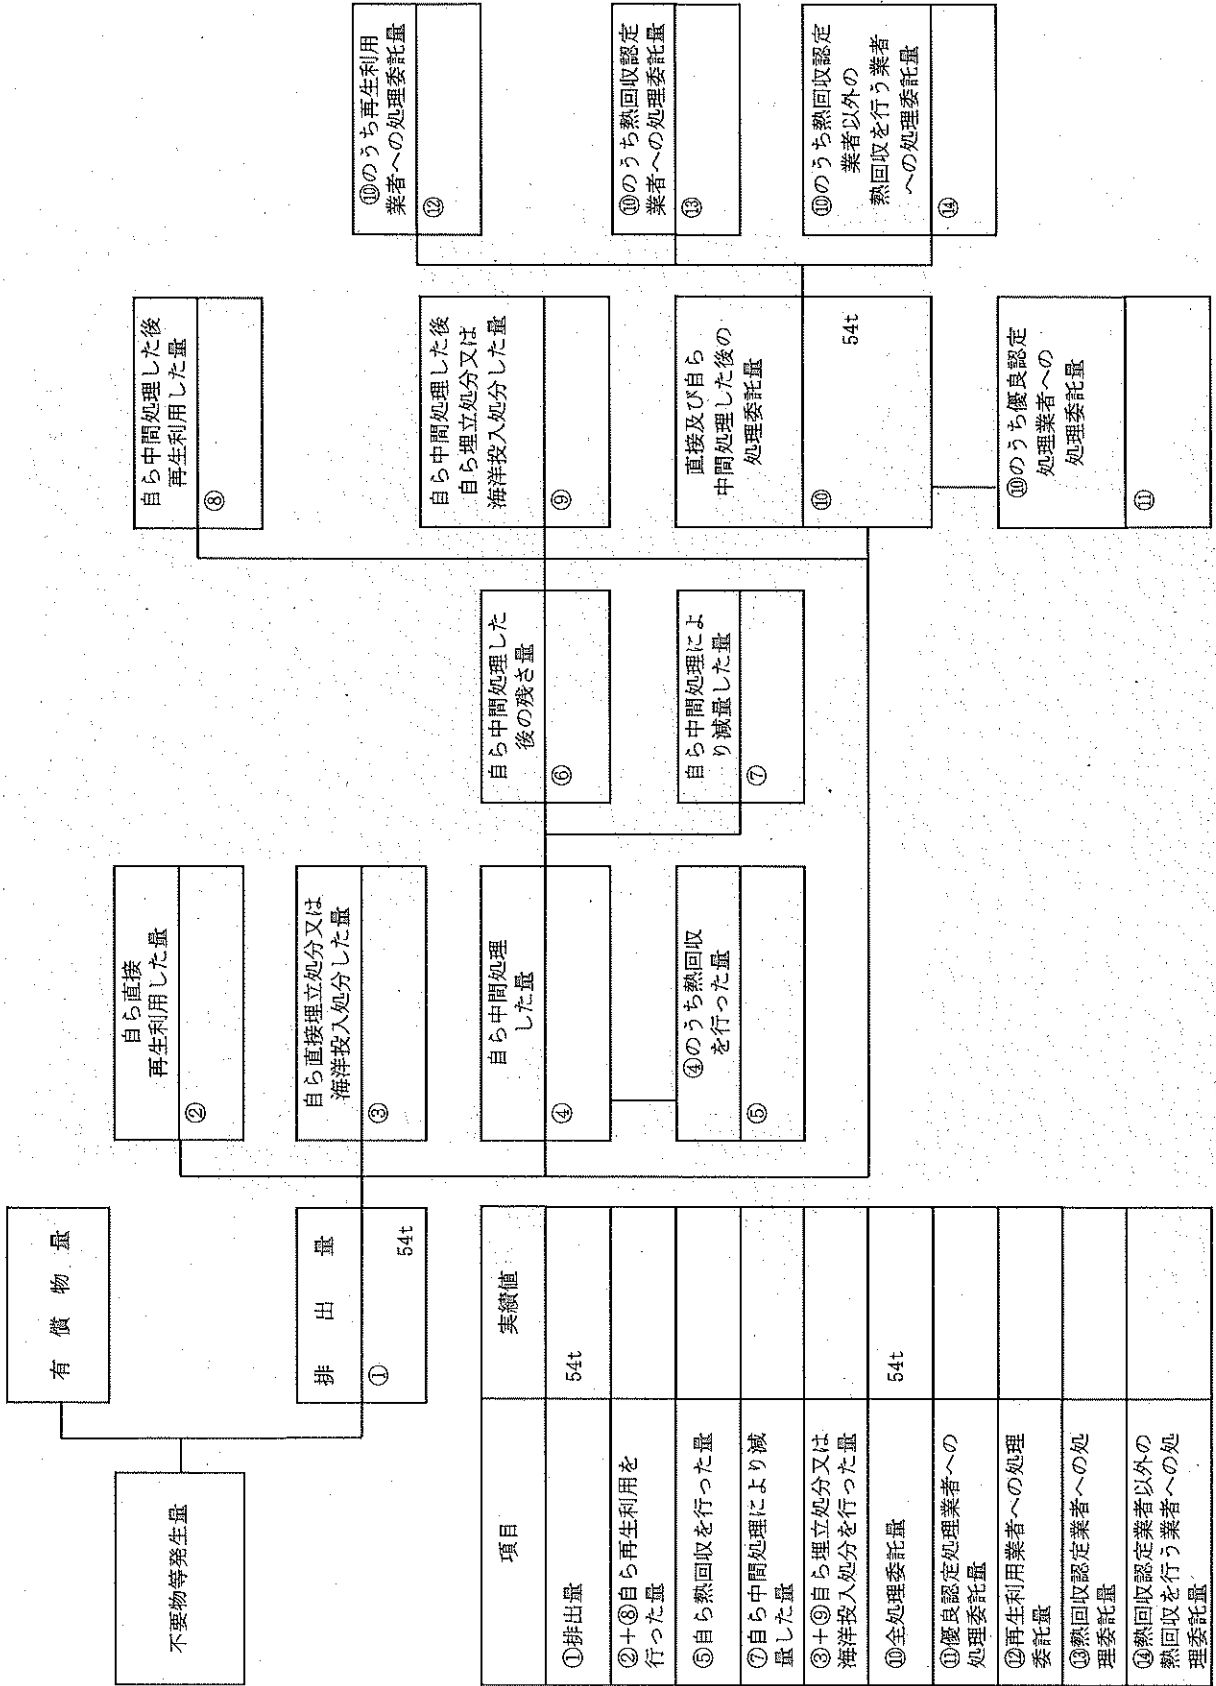 不要物等発生量
有償物量
排出量
①
54t
自ら直接
再生利用した量
②
自ら直接埋立処分又は
海洋投入処分した量
③
自ら中間処理
した量
④
④のうち熱回収
を行った量
⑤
自ら中間処理した
後の残さ量
⑥
自ら中間処理によ
り減量した量
⑦
自ら中間処理した後
再生利用した量
⑧
自ら中間処理した後
自ら埋立処分又は
海洋投入処分した量
⑨
直接及び自ら
中間処理した後の
処理委託量
⑩
54t
⑩のうち優良認定
処理業者への
処理委託量
⑪
⑩のうち再生利用
業者への処理委託量
⑫
⑩のうち熱回収認定
業者への処理委託量
⑬
⑩のうち熱回収認定
業者以外の
熱回収を行う業者
への処理委託量
⑭
項目 実績値
①排出量 54t
②+⑧自ら再生利用を
行った量
⑤自ら熱回収を行った量
⑦自ら中間処理により減
量した量
③+⑨自ら埋立処分又は
海洋投入処分を行った量
⑩全処理委託量 54t
⑪優良認定処理業者への
処理委託量
⑫再生利用業者への処理
委託量
⑬熱回収認定業者への処
理委託量
⑭熱回収認定業者以外の
熱回収を行う業者への処
理委託量